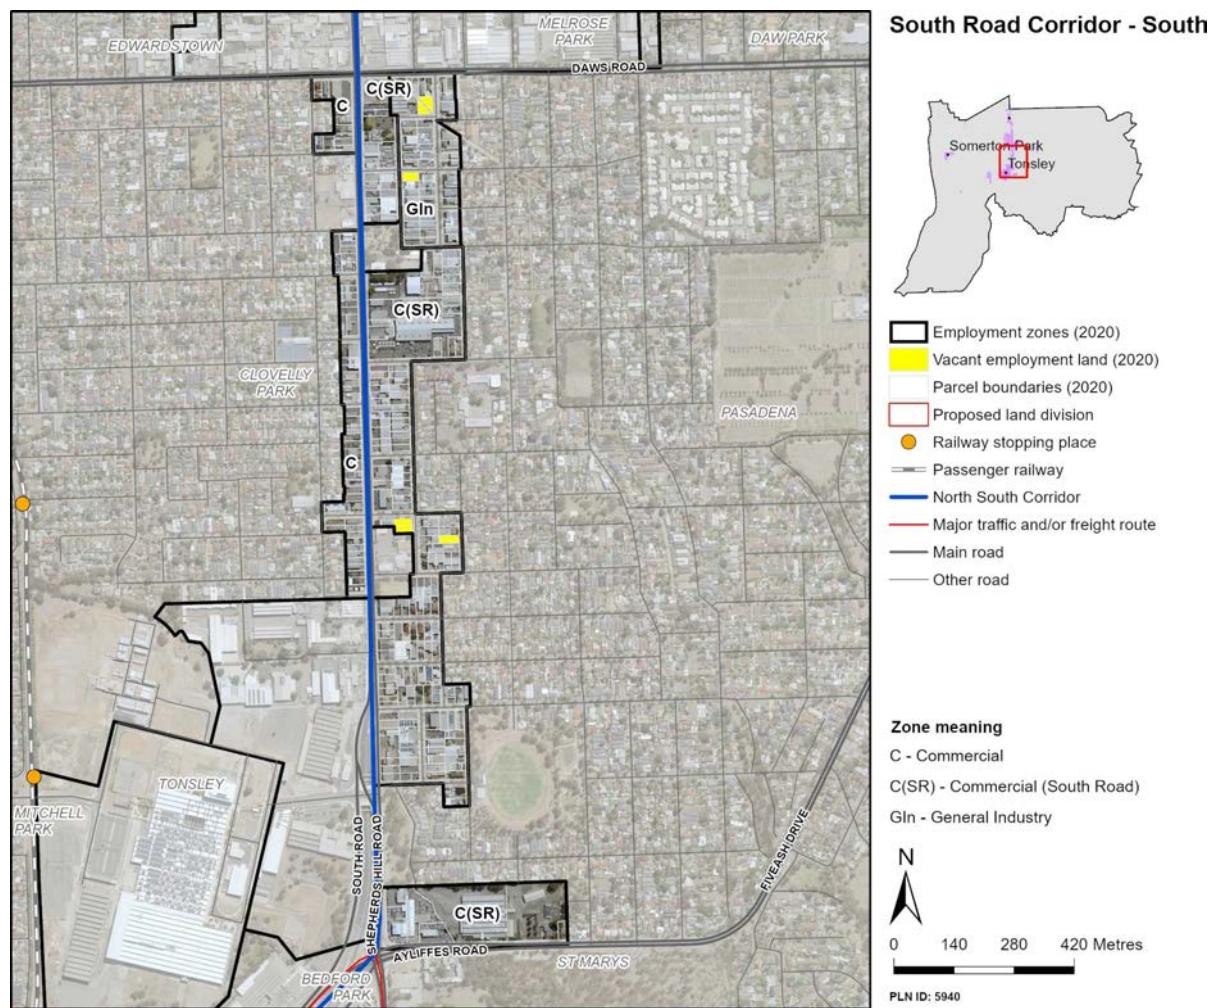 South Road Corridor - South
EDWARDSTOWN
MELROSE
PARK
DAW PARK
DAWS ROAD
C(SR)
C
GIn
C(SR)
CLOVELLY
PARK
PASADENA
C
TONSLEY
MITCHELL
PARK
SOUTH ROAD
SHEPHERDS HILL ROAD
FIVEASH DRIVE
C(SR)
AYLIFFES ROAD
BEDFORD
PARK
ST MARYS
Somerton Park
Tonsley
Employment zones (2020)
Vacant employment land (2020)
Parcel boundaries (2020)
Proposed land division
Railway stopping place
Passenger railway
North South Corridor
Major traffic and/or freight route
Main road
Other road
Zone meaning
C - Commercial
C(SR) - Commercial (South Road)
GIn - General Industry
N
0 140 280 420 Metres
PLN ID: 5940